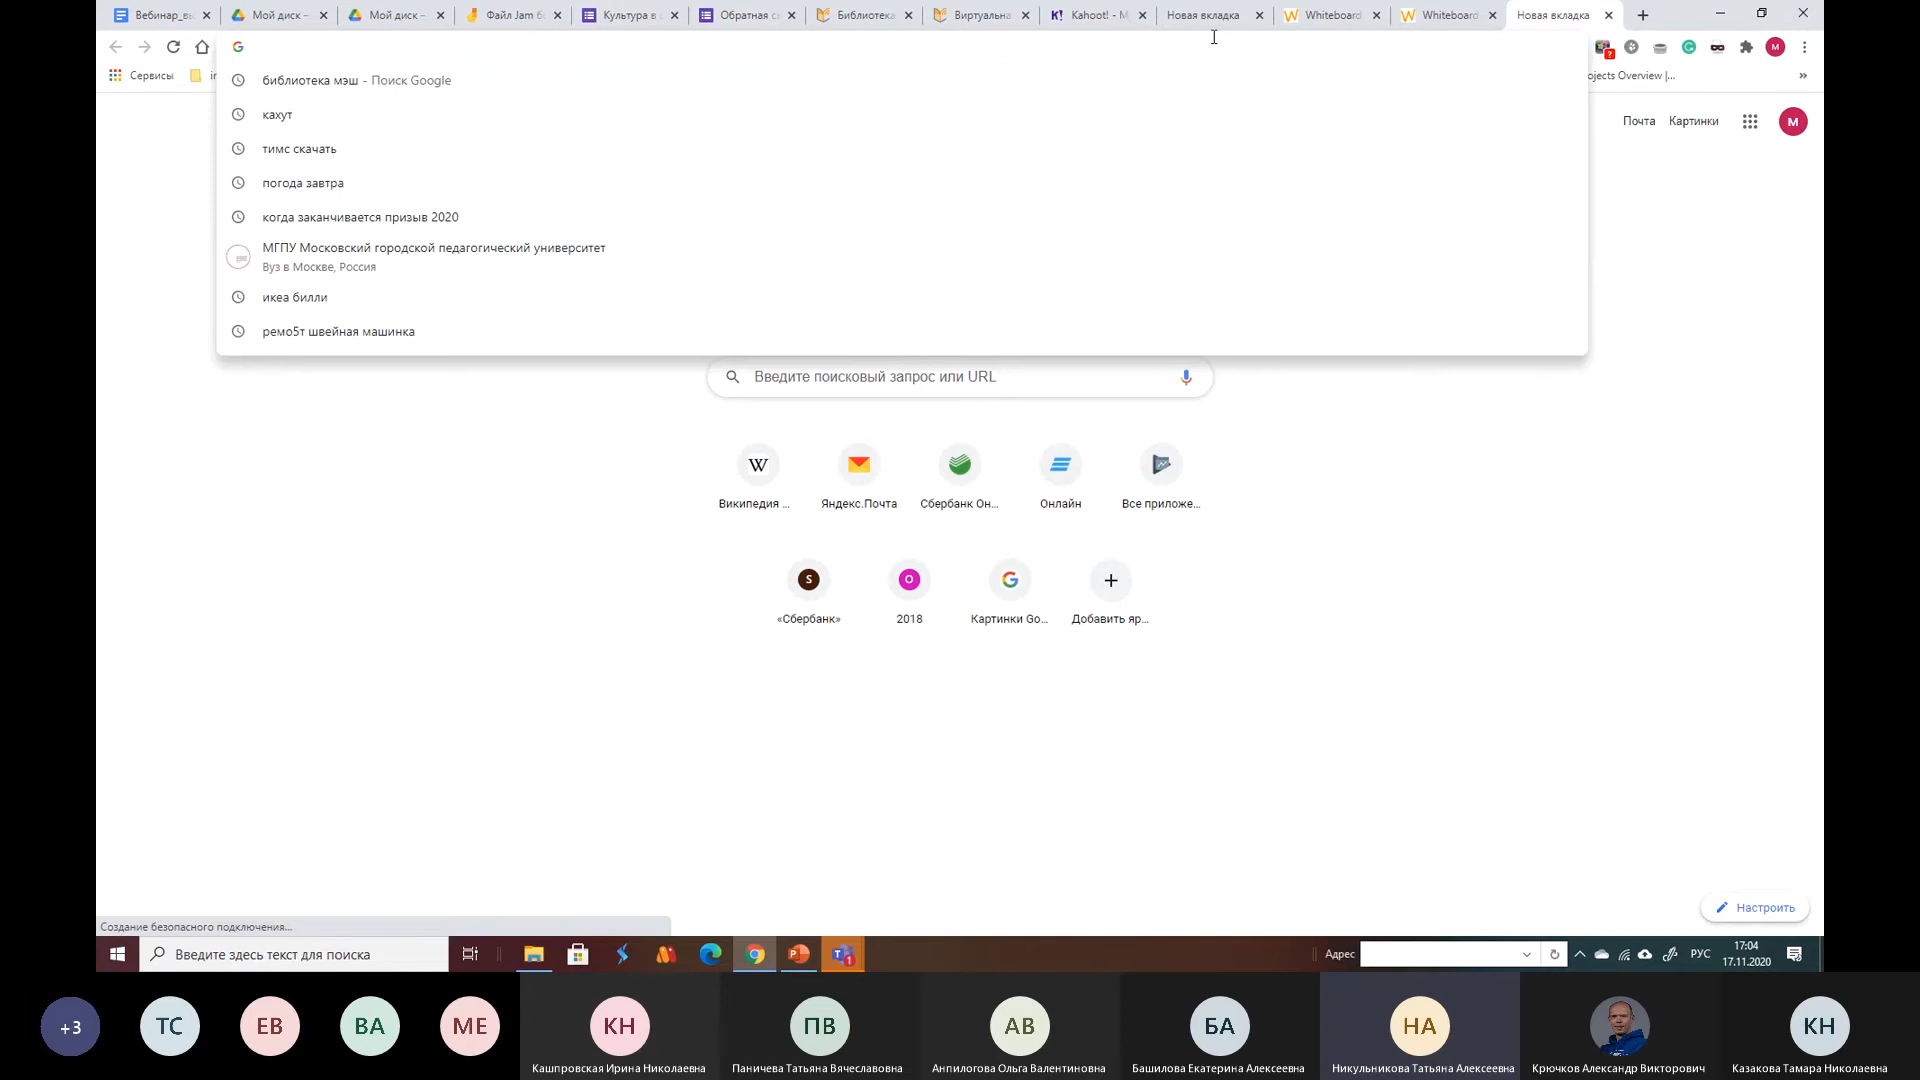 Вебинар_вы
Мой диск –
Мой диск –
Файл Jam б
Культура в
Обратная с
Библиотека
Виртуальна
K! Kahoot! - М
Новая вкладка
Whiteboard
Whiteboard
Новая вкладка
Сервисы
ojects Overview |...
библиотека мэш - Поиск Google
кахут
тимс скачать
погода завтра
когда заканчивается призыв 2020
МГПУ Московский городской педагогический университет
Вуз в Москве, Россия
икеа билли
ремо5т швейная машинка
Почта Картинки
М
Введите поисковый запрос или URL
Википедия ...
Яндекс.Почта
Сбербанк Он...
Онлайн
Все приложе...
S
O
«Сбербанк»
2018
Картинки Go...
Добавить яр...
Настроить
Создание безопасного подключения...
Введите здесь текст для поиска
Адрес
РУС
17:04
17.11.2020
+3
ТС
ЕВ
ВА
МЕ
КН
ПВ
АВ
БА
НА
КН
Кашпровская Ирина Николаевна
Паничева Татьяна Вячеславовна
Анпилогова Ольга Валентиновна
Башилова Екатерина Алексеевна
Никульникова Татьяна Алексеевна
Крючков Александр Викторович
Казакова Тамара Николаевна